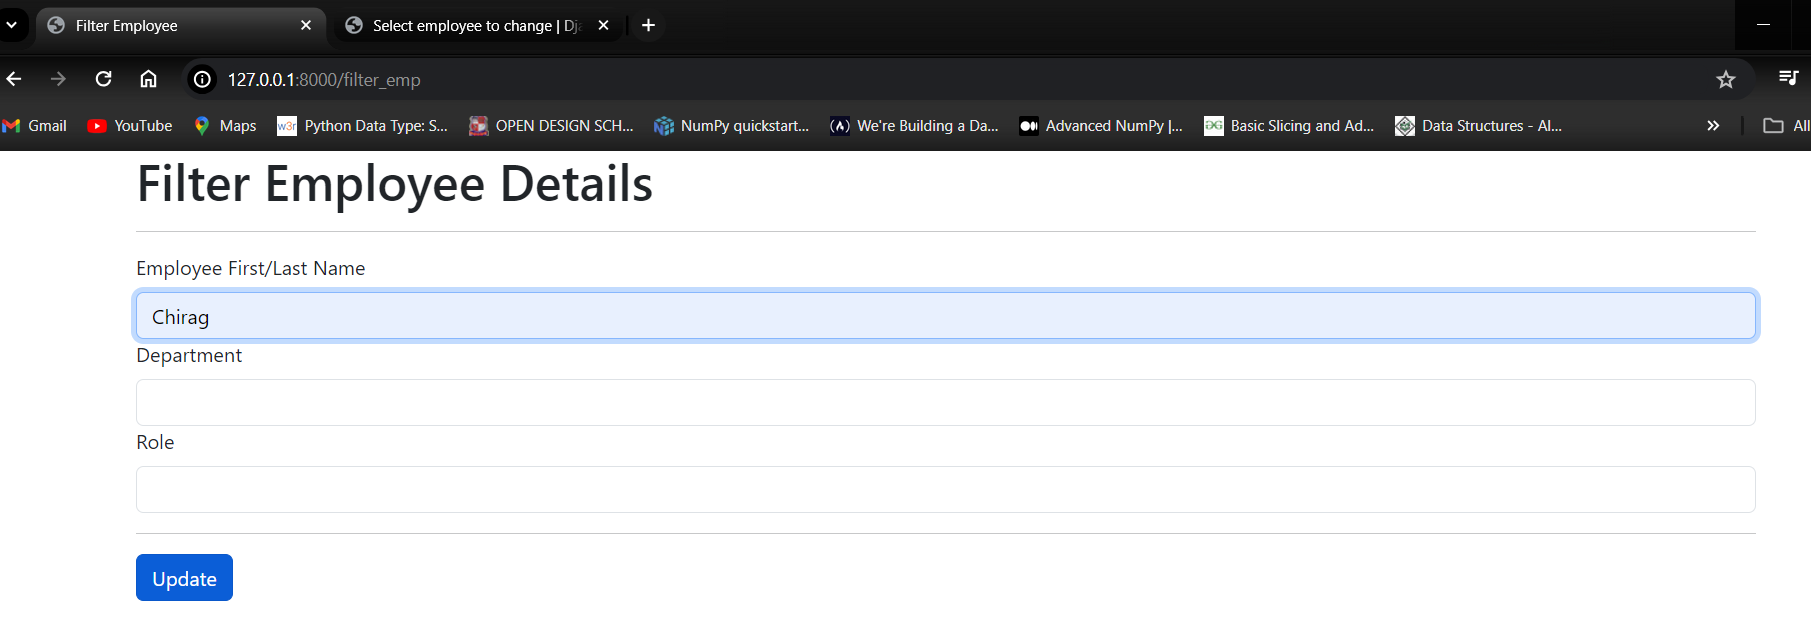 Filter Employee
Select employee to change | Dj
127.0.0.1:8000/filter_emp
Gmail YouTube Maps w3r Python Data Type: S... OPEN DESIGN SCH... NumPy quickstart... We're Building a Da... Advanced NumPy |... Basic Slicing and Ad... Data Structures - Al... All
Filter Employee Details
Employee First/Last Name
Chirag
Department
Role
Update